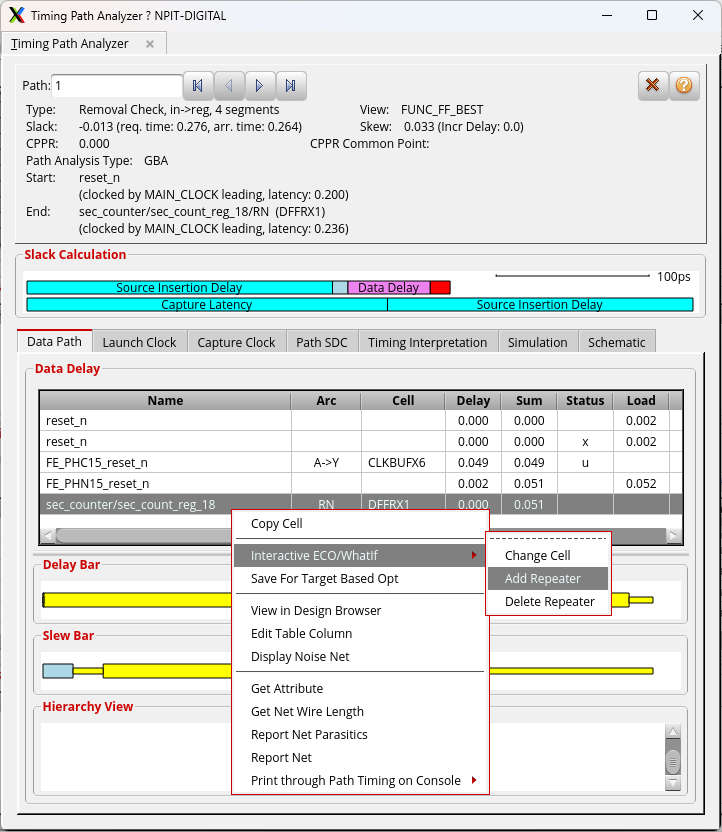 Timing Path Analyzer ? NPIT-DIGITAL
Timing Path Analyzer
Path: 1
Type: Removal Check, in->reg, 4 segments View: FUNC_FF_BEST
Slack: -0.013 (req. time: 0.276, arr. time: 0.264) Skew: 0.033 (Incr Delay: 0.0)
CPPR: 0.000 CPPR Common Point:
Path Analysis Type: GBA
Start: reset_n
(clocked by MAIN_CLOCK leading, latency: 0.200)
End: sec_counter/sec_count_reg_18/RN (DFFRX1)
(clocked by MAIN_CLOCK leading, latency: 0.236)
Slack Calculation
100ps
Source Insertion Delay Data Delay
Capture Latency Source Insertion Delay
Data Path Launch Clock Capture Clock Path SDC Timing Interpretation Simulation Schematic
Data Delay
Name Arc Cell Delay Sum Status Load
reset_n 0.000 0.000 0.002
reset_n 0.000 0.000 x 0.002
FE_PHC15_reset_n A->Y CLKBUFX6 0.049 0.049 u
FE_PHN15_reset_n 0.002 0.051 0.052
sec_counter/sec_count_reg_18 RN DFFRX1 0.000 0.051
Copy Cell
Interactive ECO/WhatIf
Save For Target Based Opt
View in Design Browser
Edit Table Column
Display Noise Net
Get Attribute
Get Net Wire Length
Report Net Parasitics
Report Net
Print through Path Timing on Console
Change Cell
Add Repeater
Delete Repeater
Delay Bar
Slew Bar
Hierarchy View